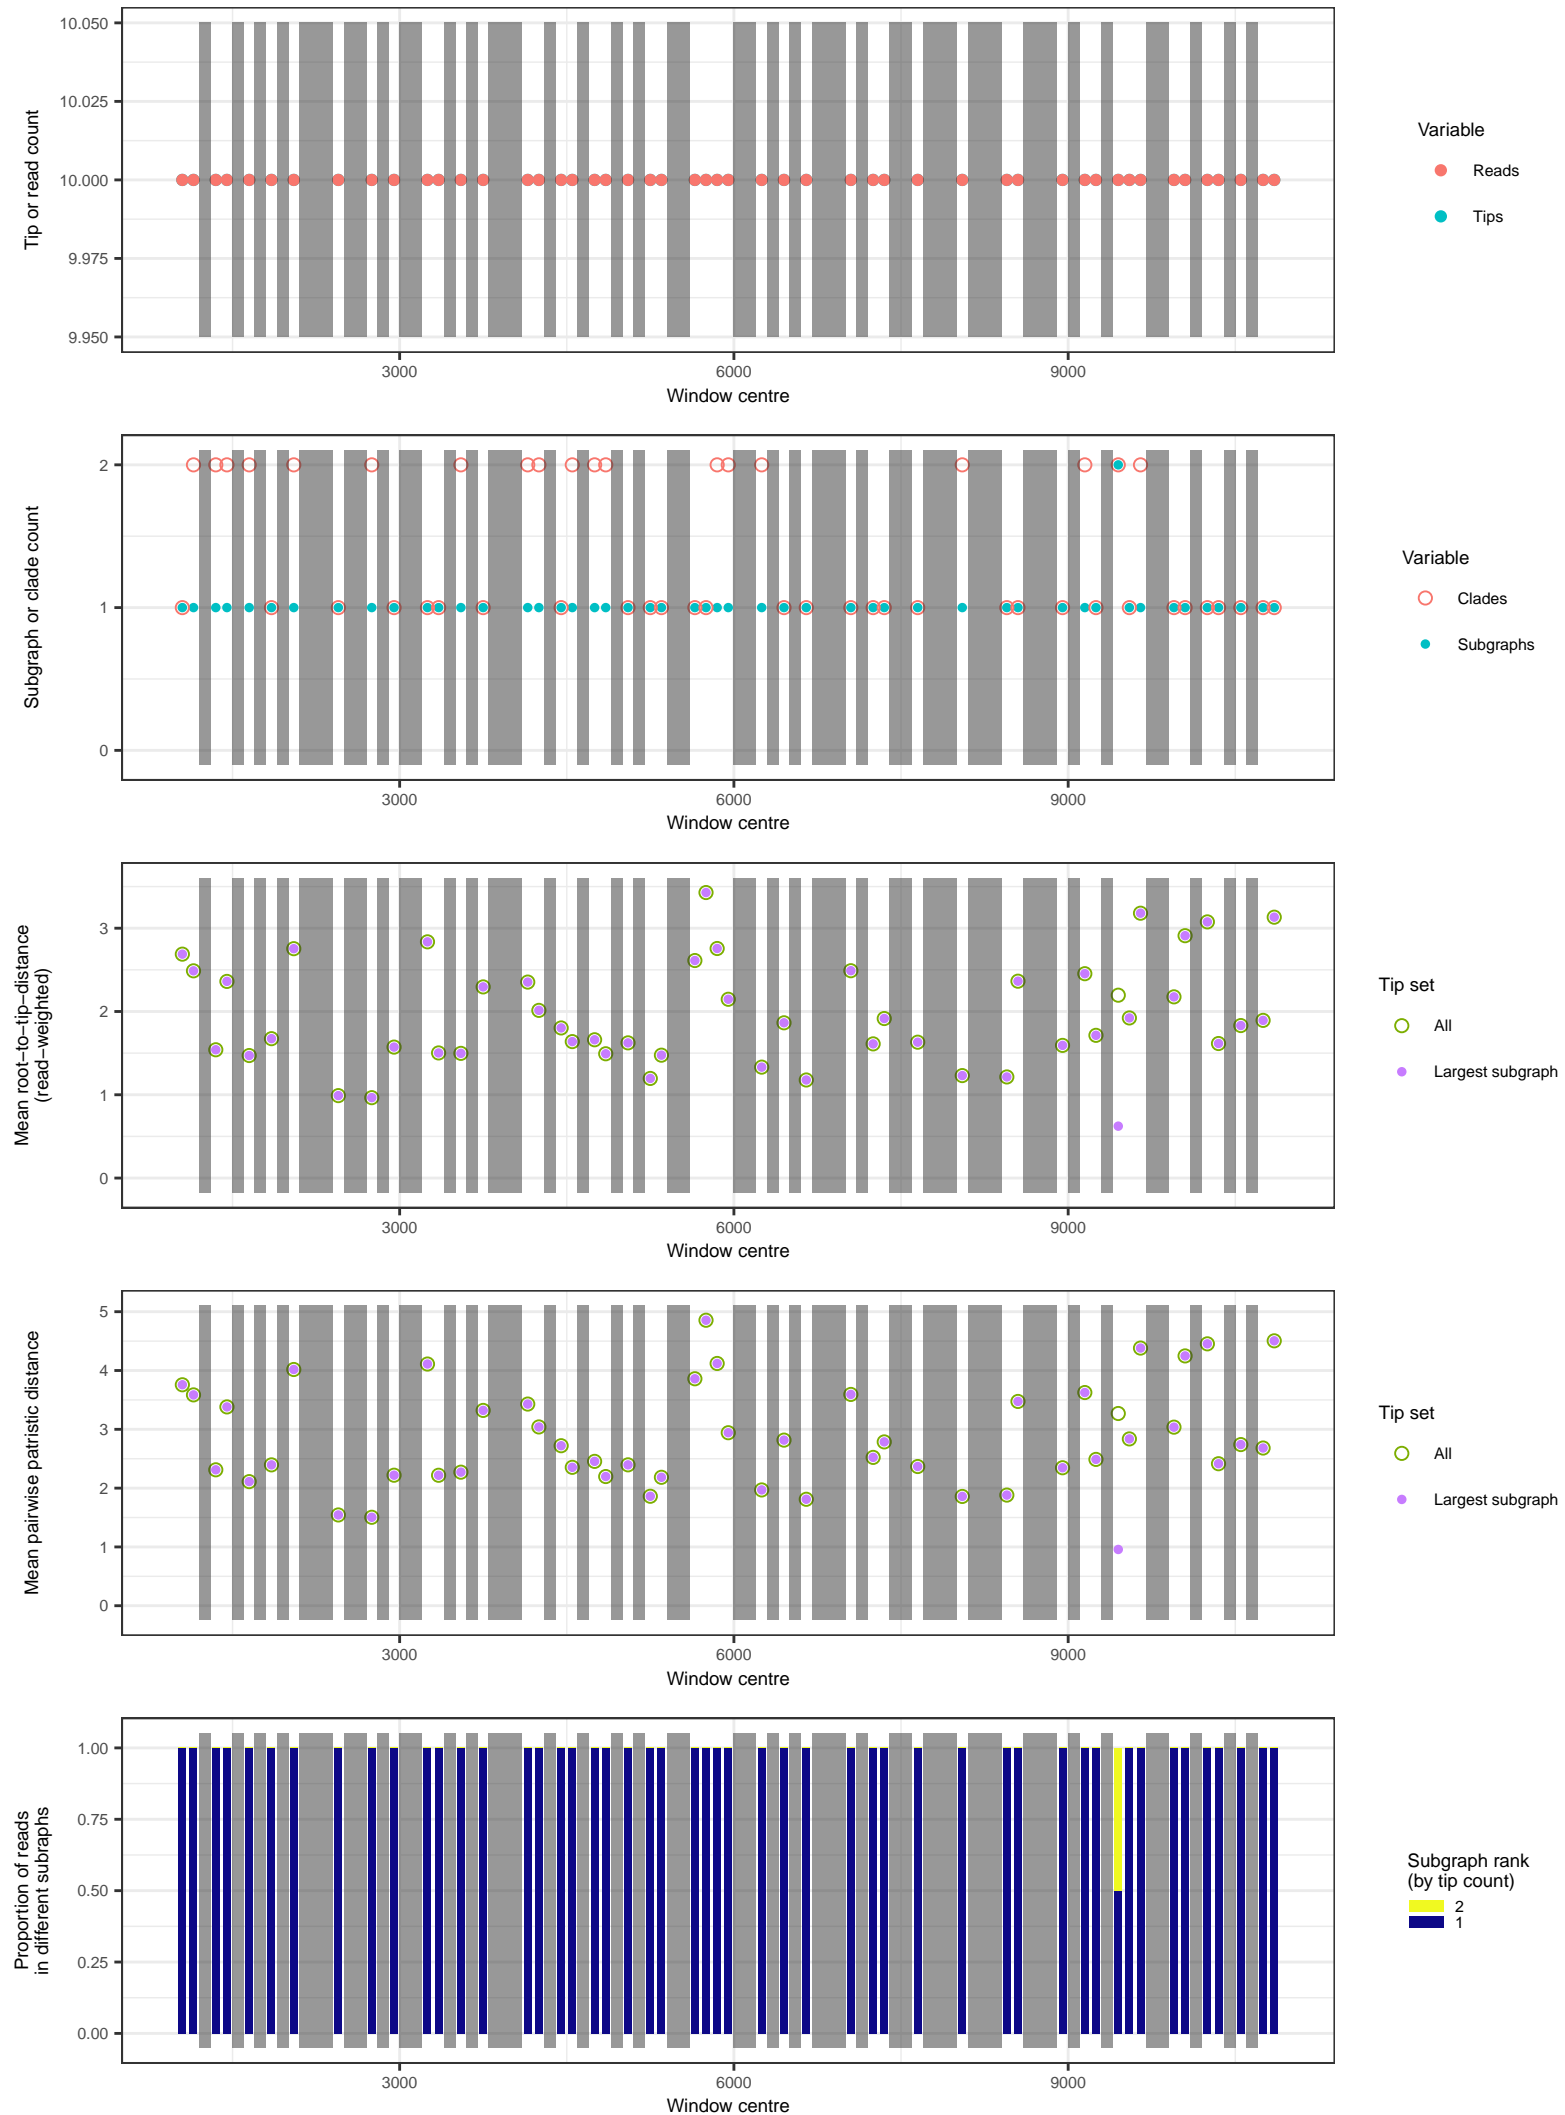 10.050
10.025
10.000
9.975
9.950
Tip or read count
3000 6000 9000
Window centre
Variable
Reads
Tips
2
1
0
Subgraph or clade count
3000 6000 9000
Window centre
Variable
Clades
Subgraphs
3
2
1
0
Mean root−to−tip−distance
(read−weighted)
3000 6000 9000
Window centre
Tip set
All
Largest subgraph
5
4
3
2
1
0
Mean pairwise patristic distance
3000 6000 9000
Window centre
Tip set
All
Largest subgraph
1.00
0.75
0.50
0.25
0.00
Proportion of reads
in different subraphs
3000 6000 9000
Window centre
Subgraph rank
(by tip count)
2
1